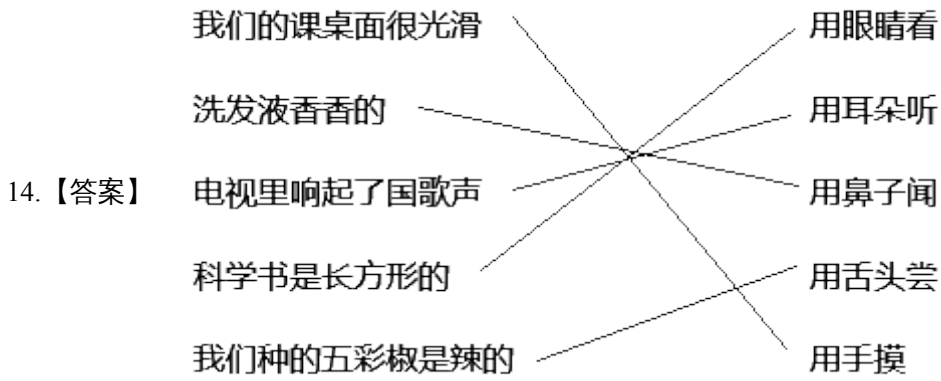 我们的课桌面很光滑 用眼睛看
洗发液香香的 用耳朵听
14.【答案】 电视里响起了国歌声 用鼻子闻
科学书是长方形的 用舌头尝
我们种的五彩椒是辣的 用手摸